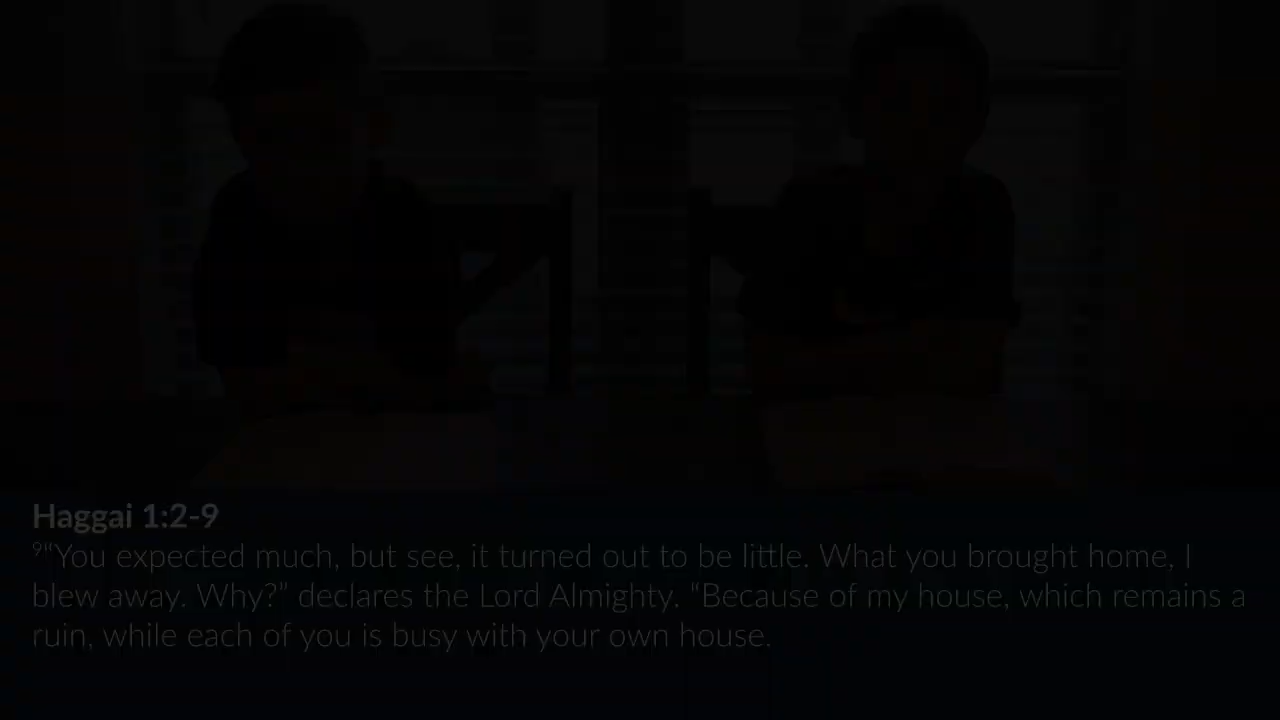 Haggai 1:2-9
⁹“You expected much, but see, it turned out to be little. What you brought home, I
blew away. Why?” declares the Lord Almighty. “Because of my house, which remains a
ruin, while each of you is busy with your own house.